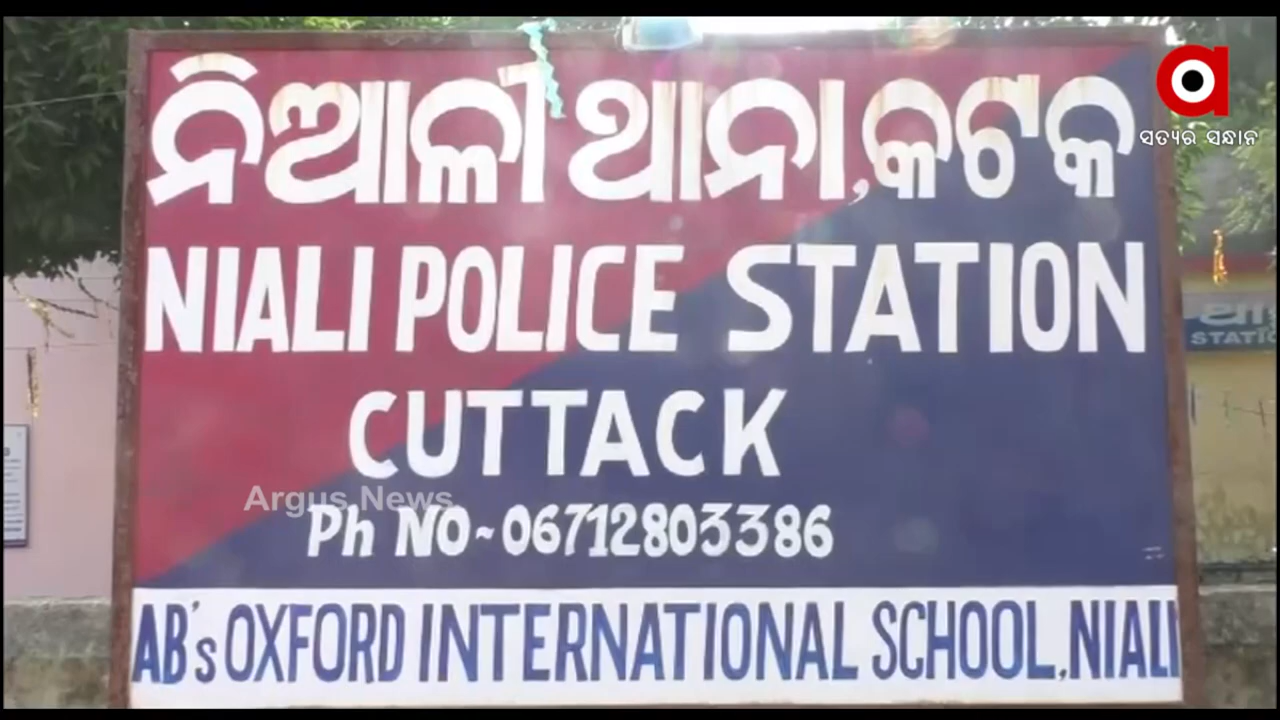 ନିଆଳୀ ଥାନା,କଟକ
NIALI POLICE STATION
CUTTACK
Ph NO~06712803386
AB's OXFORD INTERNATIONAL SCHOOL,NIALI
Argus News
ସତ୍ୟର ସନ୍ଧାନ